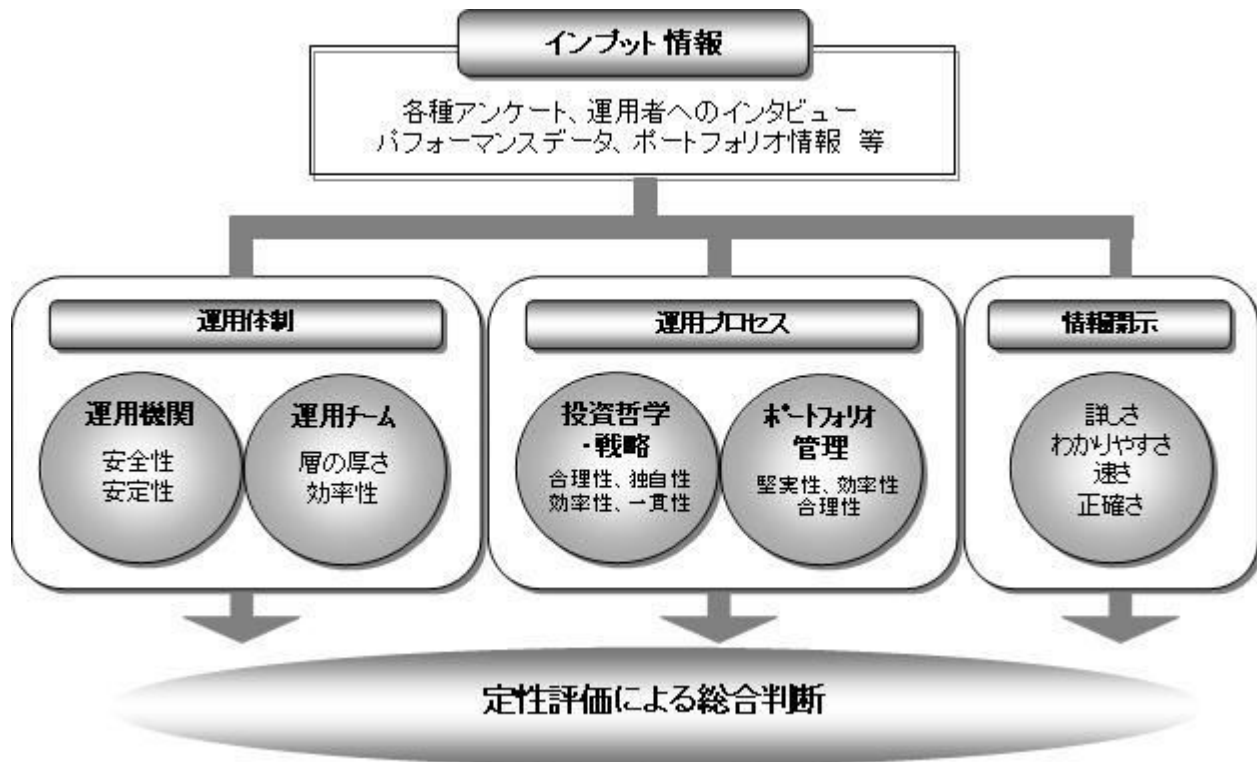 インプット情報
各種アンケート、運用者へのインタビュー
パフォーマンスデータ、ポートフォリオ情報 等
運用体制
運用機関
安全性
安定性
運用チーム
層の厚さ
効率性
運用プロセス
投資哲学
・戦略
合理性、独自性
効率性、一貫性
ポートフォリオ
管理
堅実性、効率性
合理性
情報開示
詳しさ
わかりやすさ
速さ
正確さ
定性評価による総合判断